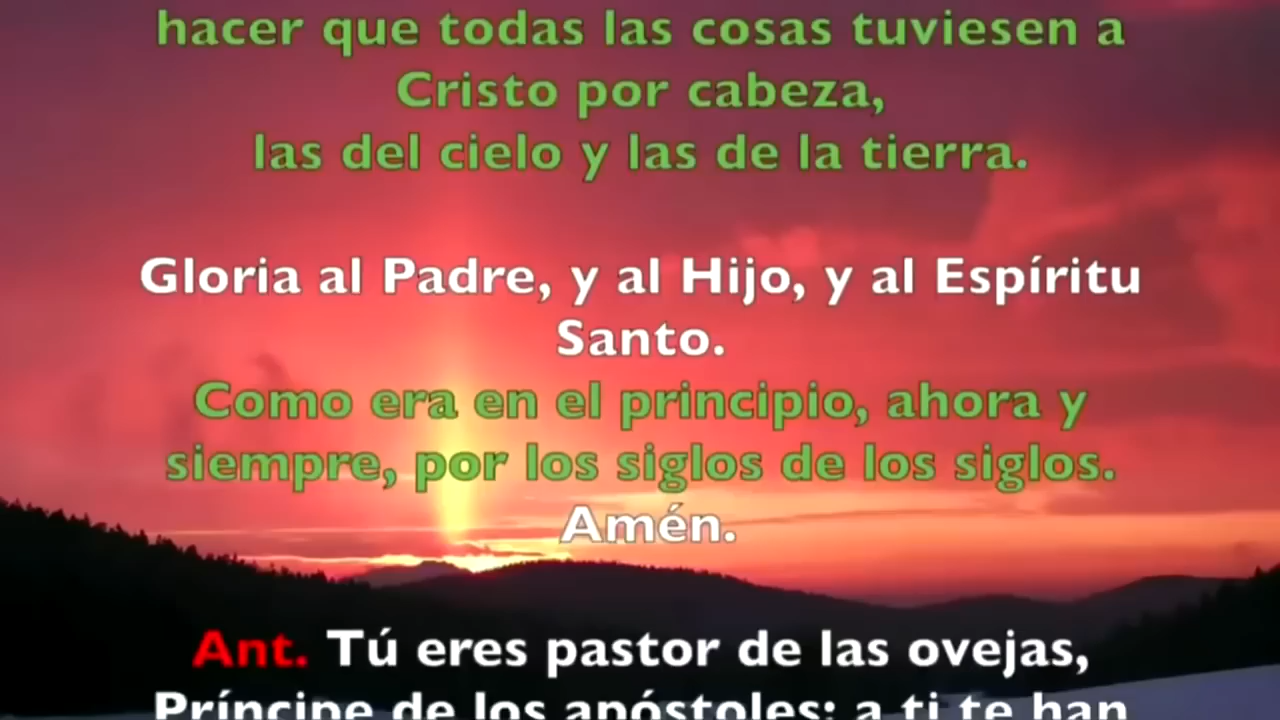 hacer que todas las cosas tuviesen a
Cristo por cabeza,
las del cielo y las de la tierra.
Gloria al Padre, y al Hijo, y al Espíritu
Santo.
Como era en el principio, ahora y
siempre, por los siglos de los siglos.
Amén.
Ant. Tú eres pastor de las ovejas,
Príncipe de los apóstoles; a ti te han